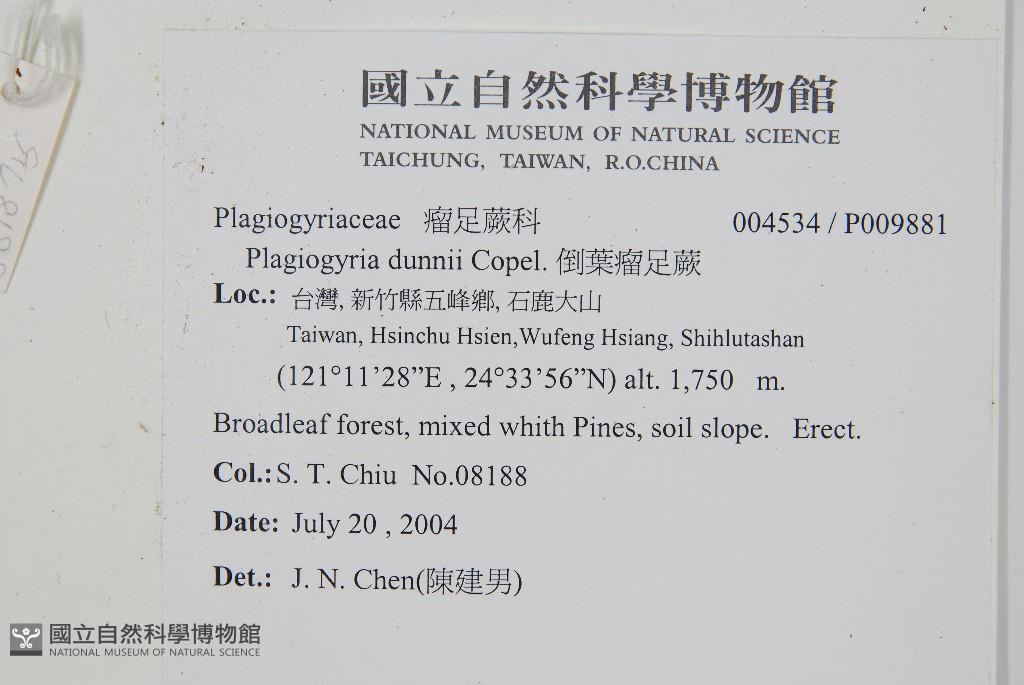 國立自然科學博物館
NATIONAL MUSEUM OF NATURAL SCIENCE
TAICHUNG, TAIWAN, R.O.CHINA
Plagiogyriaceae 瘤足蕨科 004534 / P009881
Plagiogyria dunnii Copel. 倒葉瘤足蕨
Loc.: 台灣, 新竹縣五峰鄉, 石鹿大山
Taiwan, Hsinchu Hsien,Wufeng Hsiang, Shihlutashan
(121°11’28”E , 24°33’56”N) alt. 1,750 m.
Broadleaf forest, mixed whith Pines, soil slope. Erect.
Col.: S. T. Chiu No.08188
Date: July 20 , 2004
Det.: J. N. Chen(陳建男)
國立自然科學博物館
NATIONAL MUSEUM OF NATURAL SCIENCE